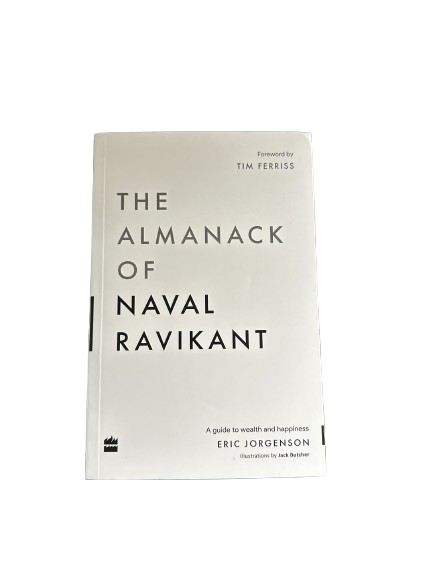 Foreword by
TIM FERRISS
THE
ALMANACK
OF
NAVAL
RAVIKANT
A guide to wealth and happiness
ERIC JORGENSON
Illustrations by Jack Butcher